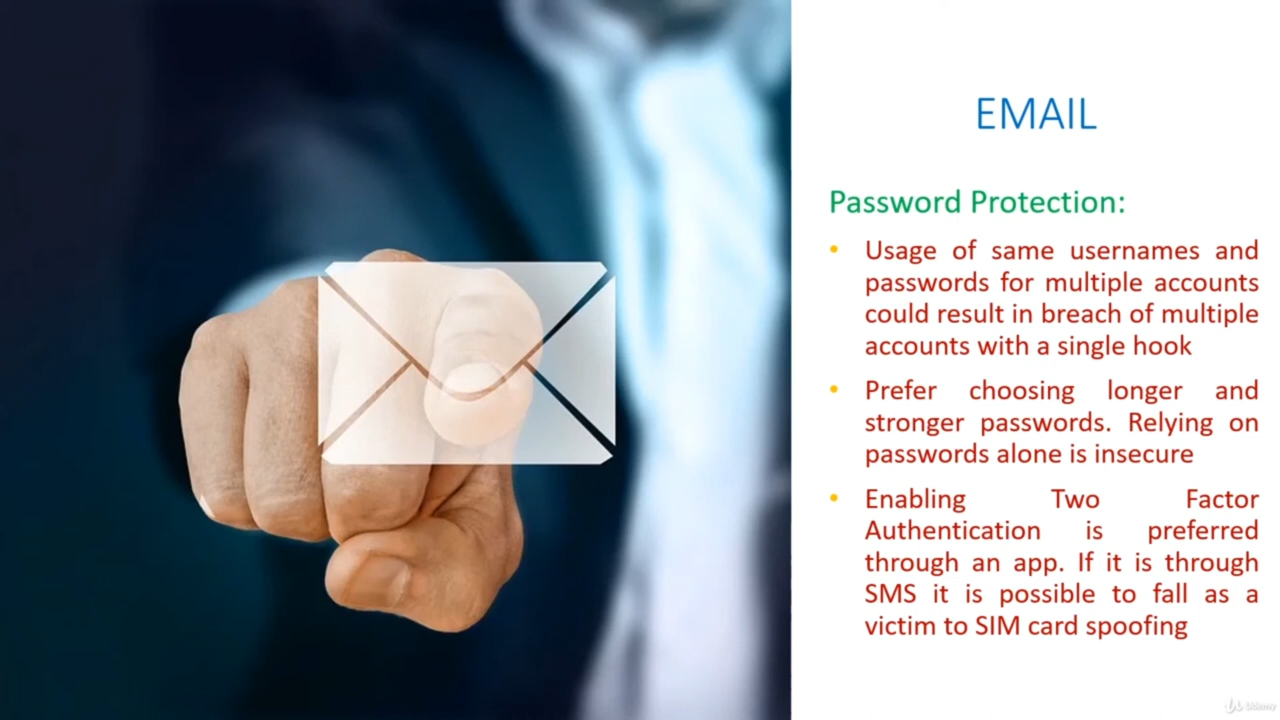 EMAIL
Password Protection:
• Usage of same usernames and
passwords for multiple accounts
could result in breach of multiple
accounts with a single hook
• Prefer choosing longer and
stronger passwords. Relying on
passwords alone is insecure
• Enabling Two Factor
Authentication is preferred
through an app. If it is through
SMS it is possible to fall as a
victim to SIM card spoofing
Udemy